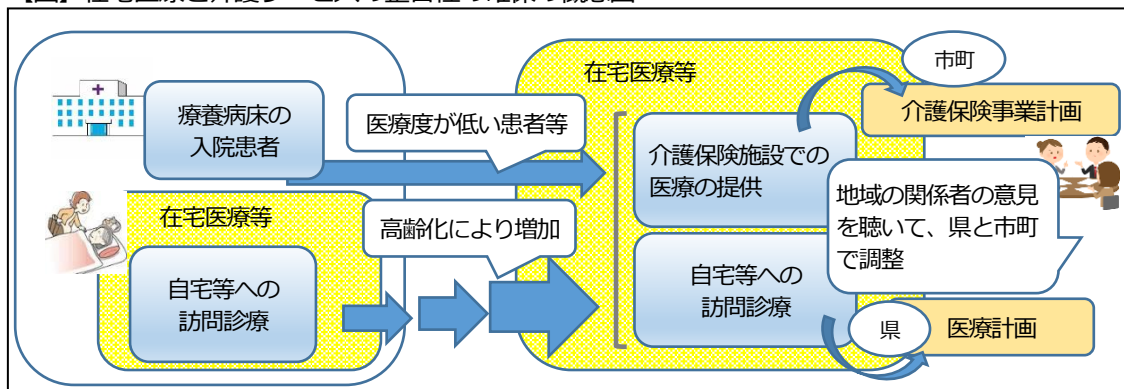 療養病床の
入院患者
医療度が低い患者等
在宅医療等
自宅等への
訪問診療
高齢化により増加
在宅医療等
介護保険施設での
医療の提供
自宅等への
訪問診療
市町
介護保険事業計画
地域の関係者の意見
を聴いて、県と市町
で調整
県
医療計画